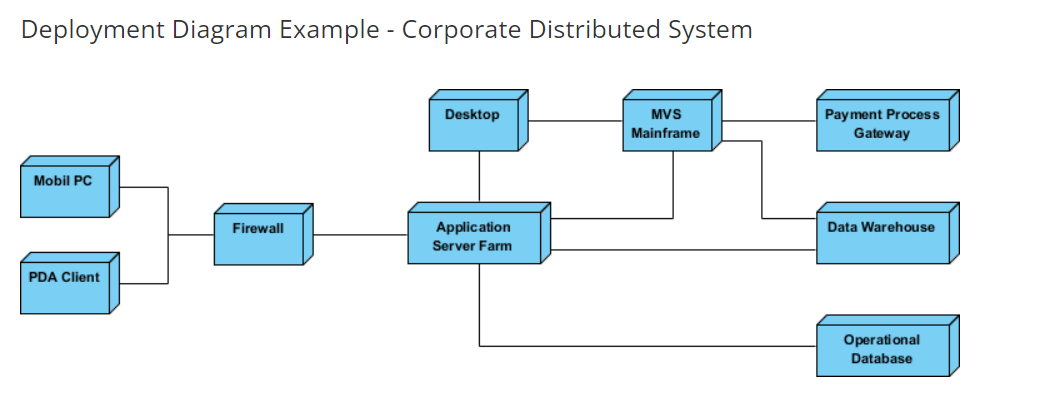 Deployment Diagram Example - Corporate Distributed System
Desktop
MVS
Mainframe
Payment Process
Gateway
Mobil PC
Firewall
Application
Server Farm
Data Warehouse
PDA Client
Operational
Database